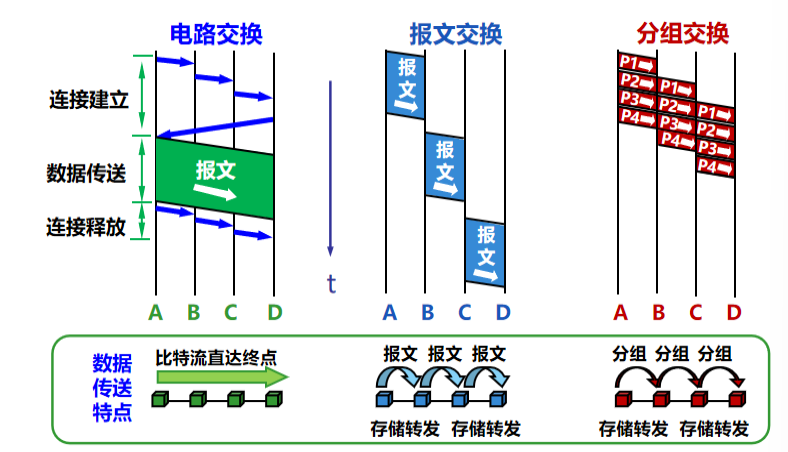 电路交换
报文交换
分组交换
连接建立
数据传送
连接释放
报文
t
报文
报文
报文
P1
P2
P3
P4
P1
P2
P3
P4
P1
P2
P3
P4
A B C D
A B C D
A B C D
数据
传送
特点
比特流直达终点
报文 报文 报文
存储转发 存储转发
分组 分组 分组
存储转发 存储转发